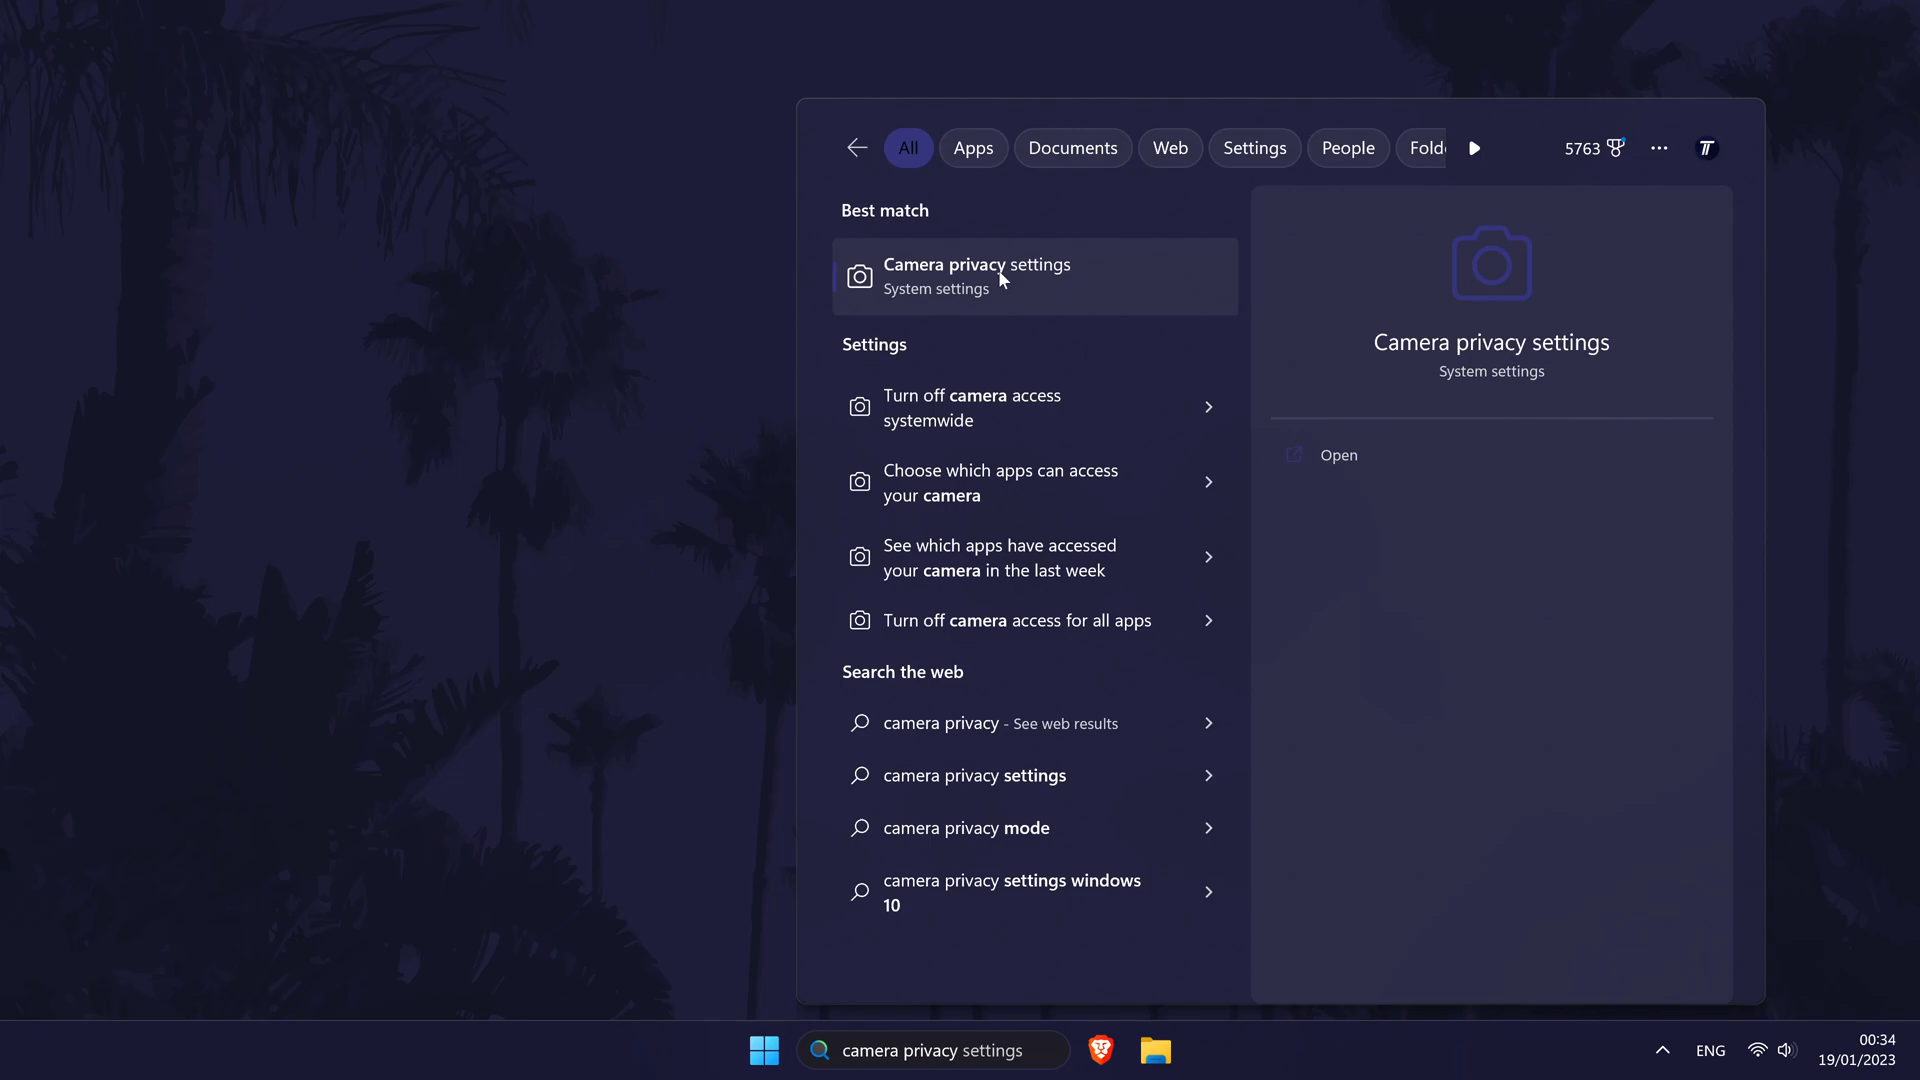 All
Apps
Documents
Web
Settings
People
Fold
5763
Best match
Camera privacy settings
System settings
Settings
Turn off camera access
systemwide
Choose which apps can access
your camera
See which apps have accessed
your camera in the last week
Turn off camera access for all apps
Search the web
camera privacy - See web results
camera privacy settings
camera privacy mode
camera privacy settings windows
10
Camera privacy settings
System settings
Open
camera privacy settings
ENG
00:34
19/01/2023